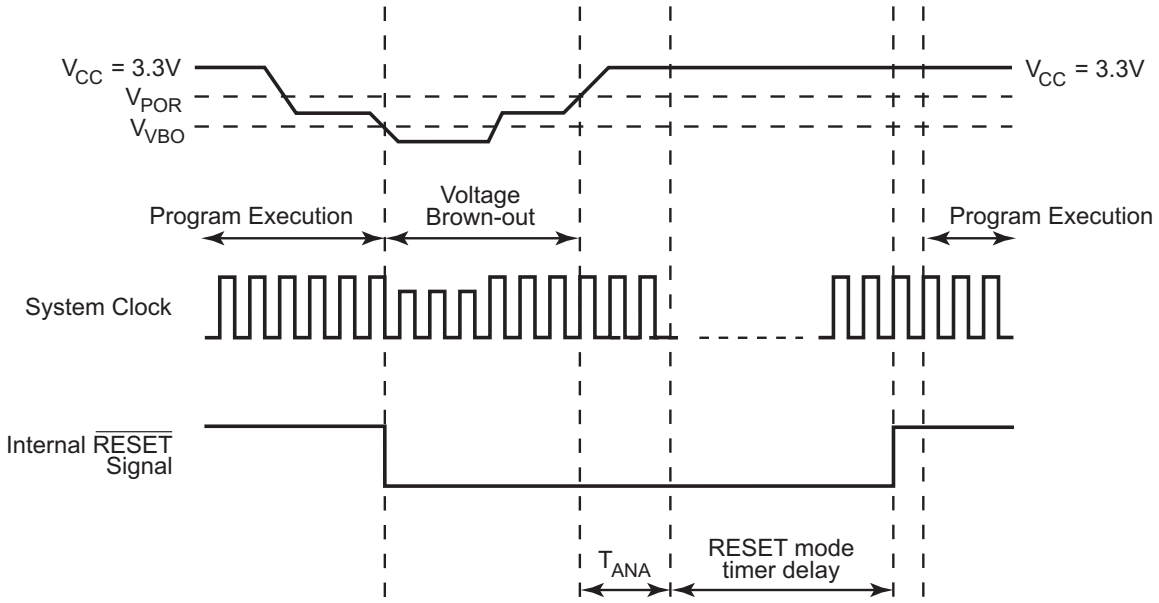 V_CC = 3.3V
V_CC = 3.3V
V_POR
V_VBO
Program Execution
Voltage
Brown-out
Program Execution
System Clock
Internal RESET
Signal
T_ANA
RESET mode
timer delay